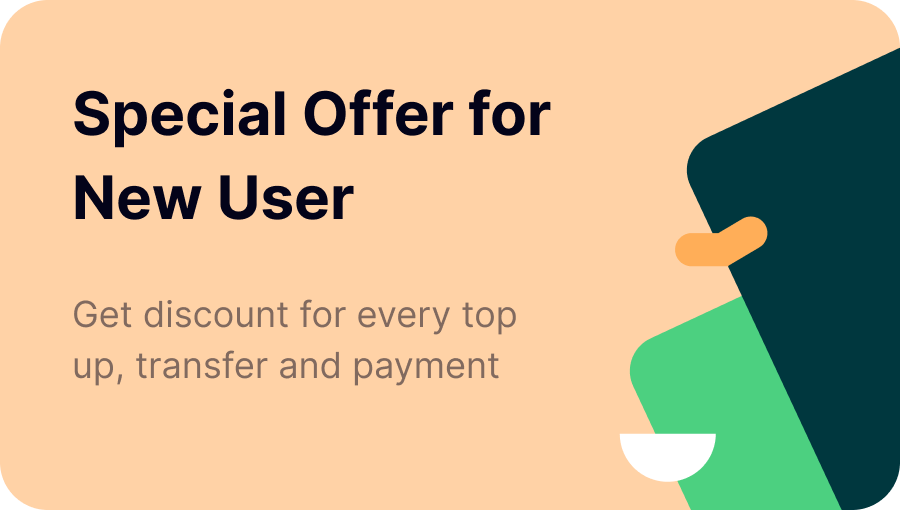 Special Offer for
New User
Get discount for every top
up, transfer and payment